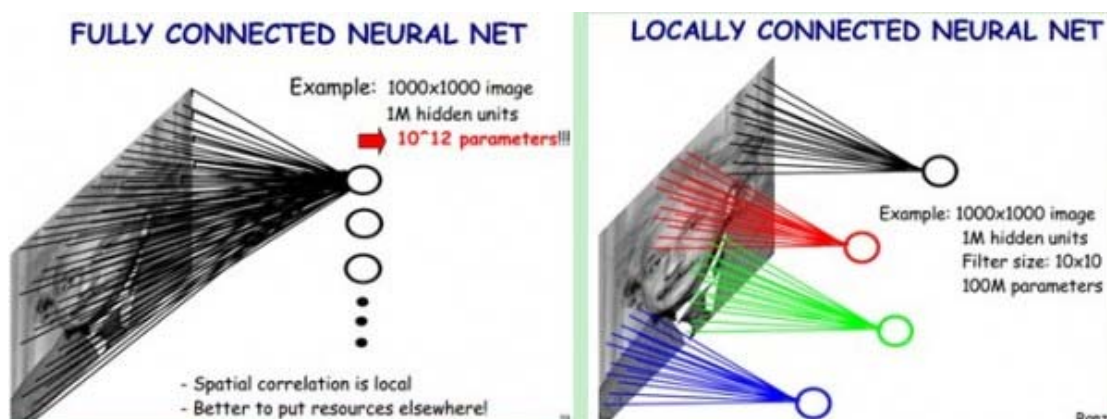 FULLY CONNECTED NEURAL NET
Example: 1000x1000 image
1M hidden units
10^12 parameters!!!
- Spatial correlation is local
- Better to put resources elsewhere!
LOCALLY CONNECTED NEURAL NET
Example: 1000x1000 image
1M hidden units
Filter size: 10x10
100M parameters